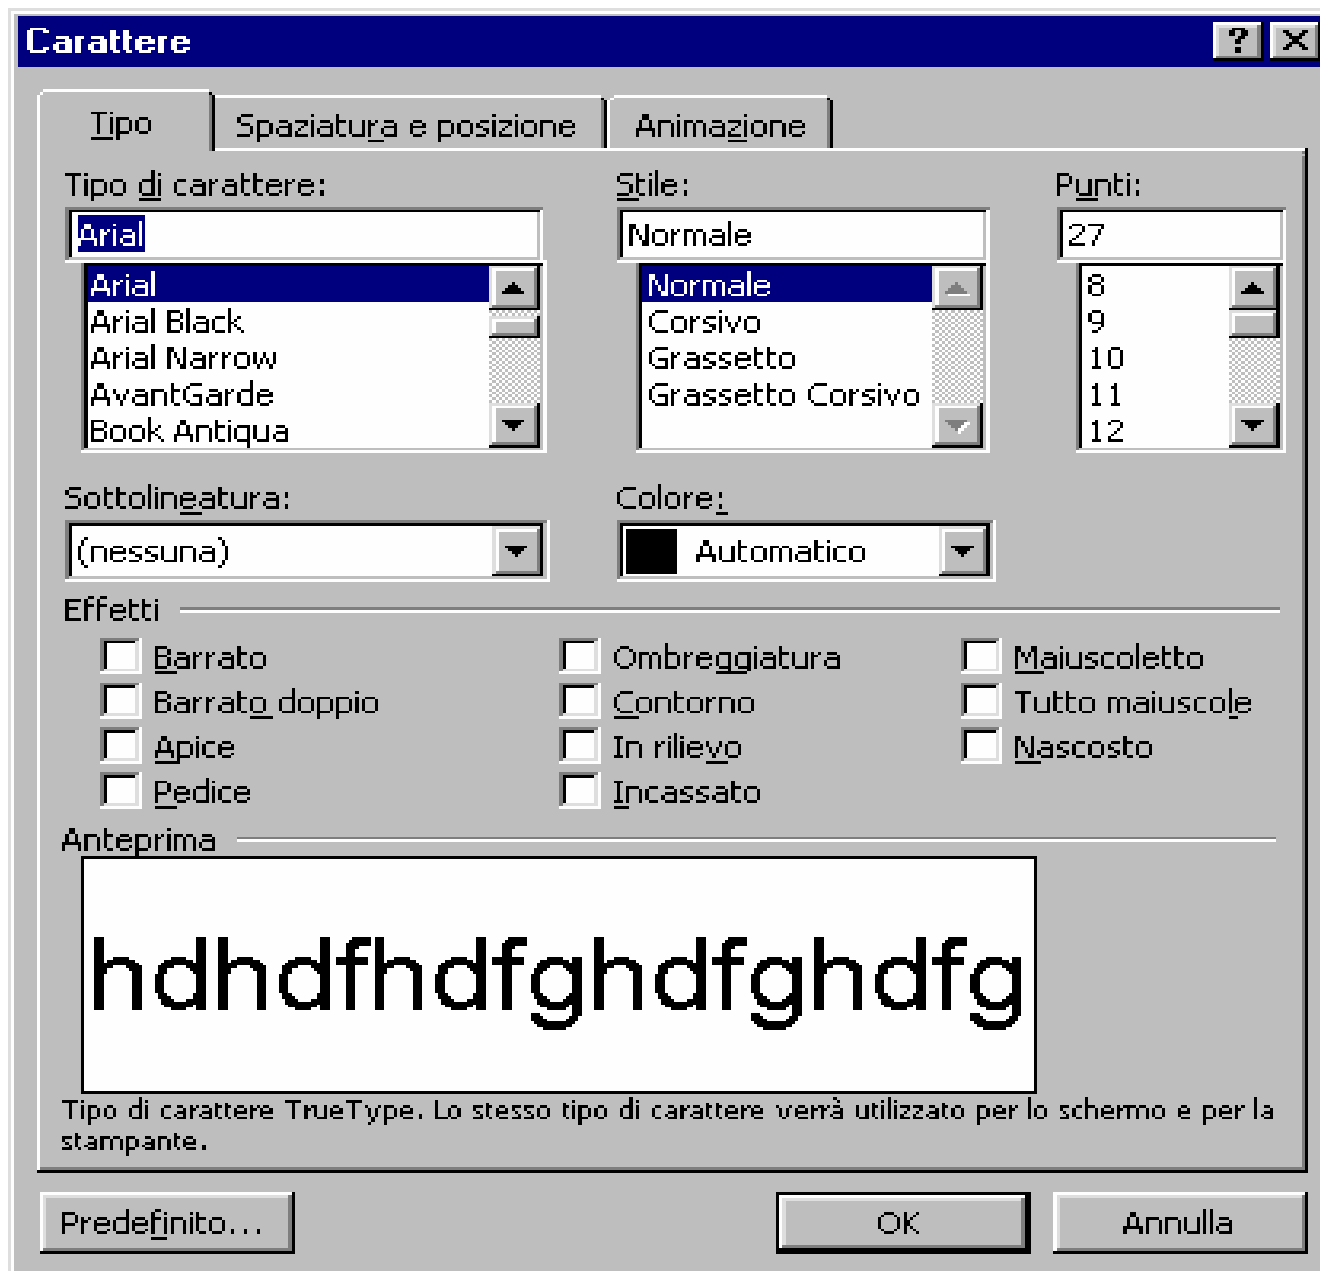 Carattere
Tipo Spaziatura e posizione Animazione
Tipo di carattere: Stile: Punti:
Arial Normale 27
Arial Normale 8
Arial Black Corsivo 9
Arial Narrow Grassetto 10
AvantGarde Grassetto Corsivo 11
Book Antiqua 12
Sottolineatura: Colore:
(nessuna) Automatico
Effetti
Barrato Ombreggiatura Maiuscoletto
Barrato doppio Contorno Tutto maiuscole
Apice In rilievo Nascosto
Pedice Incassato
Anteprima
hdhdfhdfghdfghdfg
Tipo di carattere TrueType. Lo stesso tipo di carattere verrà utilizzato per lo schermo e per la
stampante.
Predefinito... OK Annulla